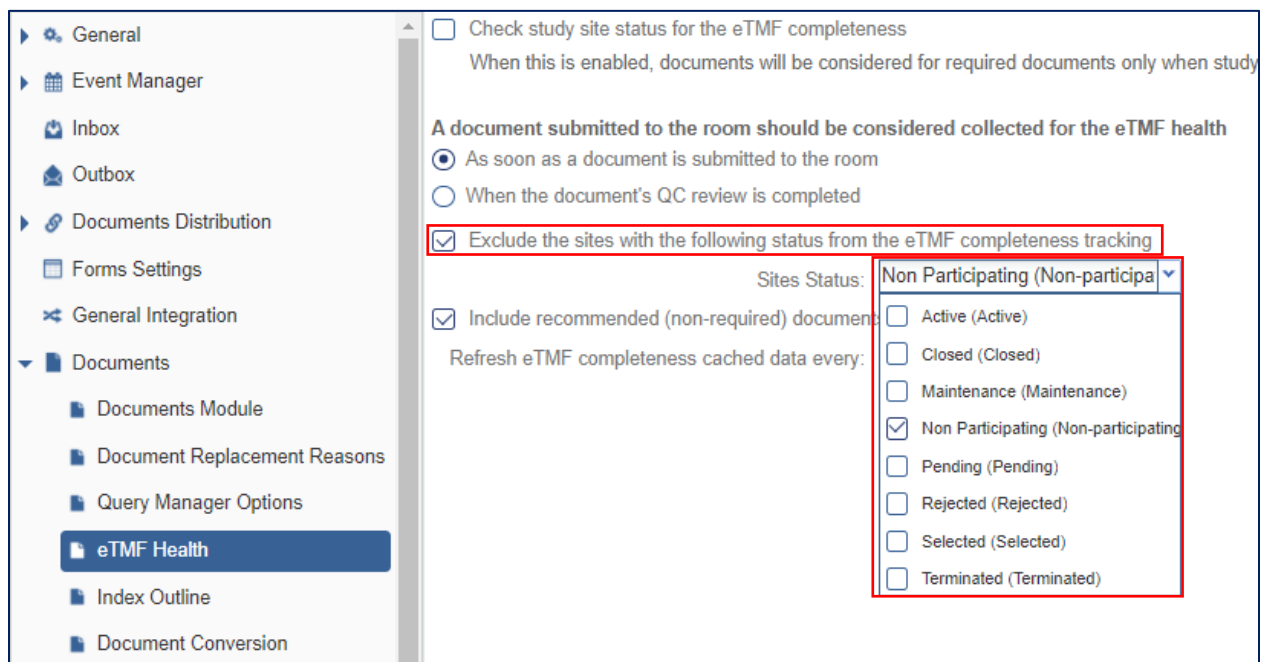 General
Event Manager
Inbox
Outbox
Documents Distribution
Forms Settings
General Integration
Documents
Documents Module
Document Replacement Reasons
Query Manager Options
eTMF Health
Index Outline
Document Conversion
Check study site status for the eTMF completeness
When this is enabled, documents will be considered for required documents only when study
A document submitted to the room should be considered collected for the eTMF health
As soon as a document is submitted to the room
When the document's QC review is completed
Exclude the sites with the following status from the eTMF completeness tracking
Sites Status: Non Participating (Non-participa
Include recommended (non-required) document
Refresh eTMF completeness cached data every:
Active (Active)
Closed (Closed)
Maintenance (Maintenance)
Non Participating (Non-participating
Pending (Pending)
Rejected (Rejected)
Selected (Selected)
Terminated (Terminated)